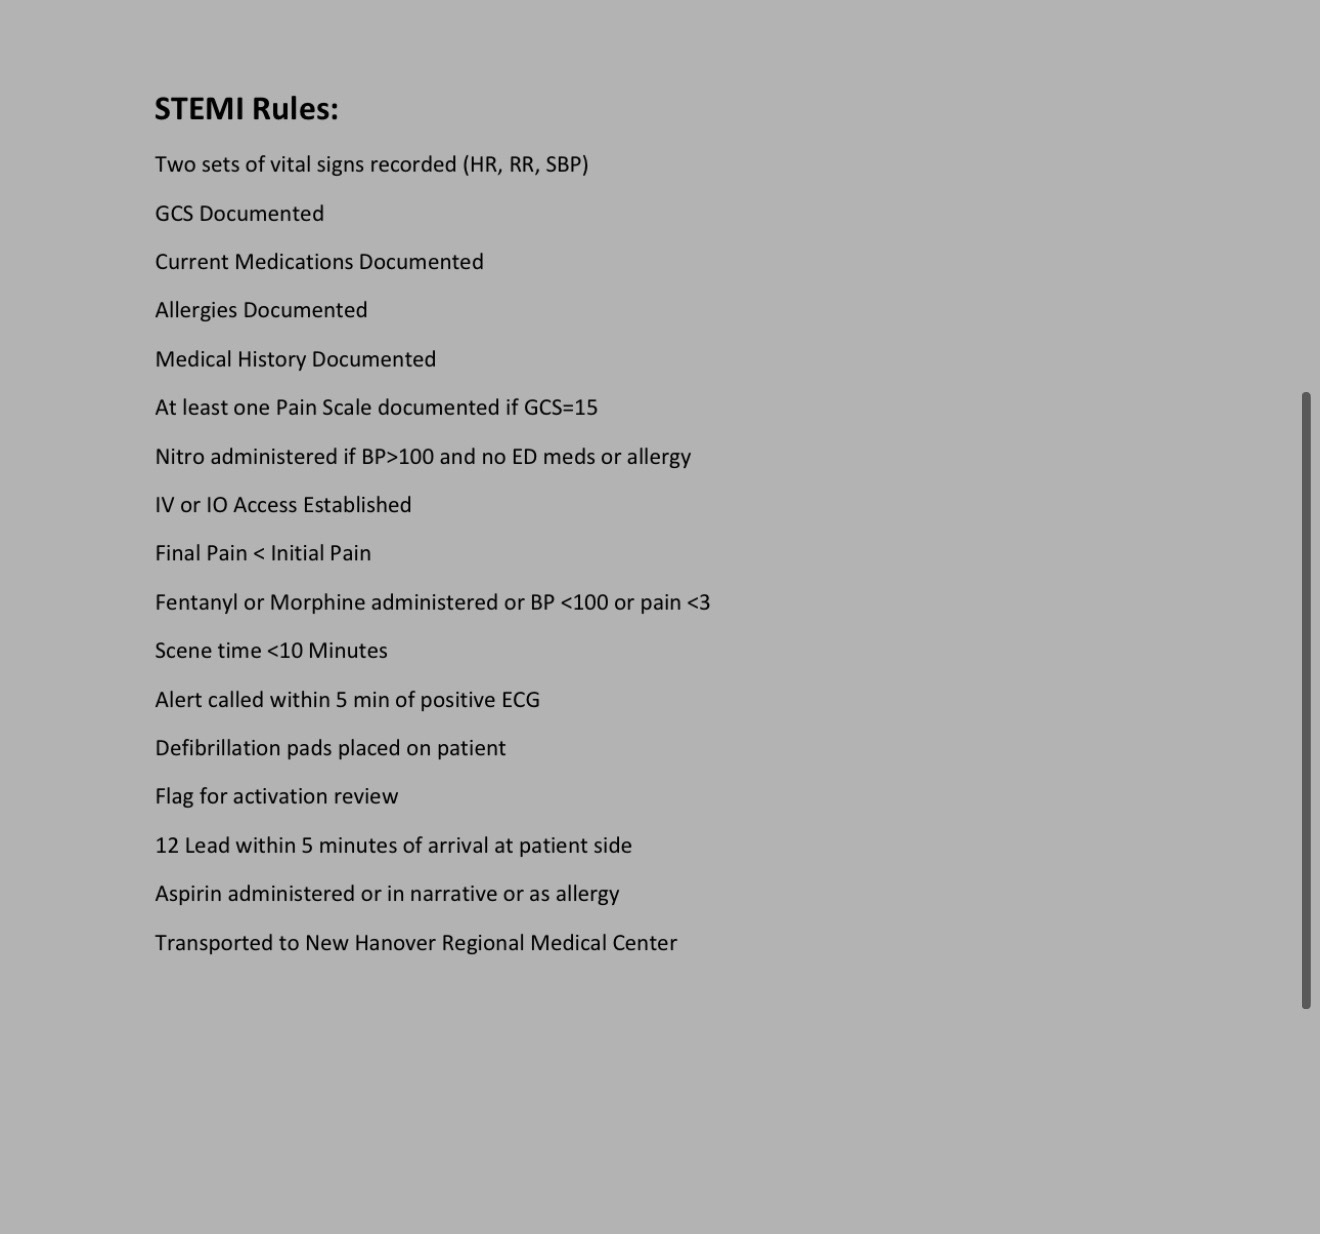 STEMI Rules:
Two sets of vital signs recorded (HR, RR, SBP)
GCS Documented
Current Medications Documented
Allergies Documented
Medical History Documented
At least one Pain Scale documented if GCS=15
Nitro administered if BP>100 and no ED meds or allergy
IV or IO Access Established
Final Pain < Initial Pain
Fentanyl or Morphine administered or BP <100 or pain <3
Scene time <10 Minutes
Alert called within 5 min of positive ECG
Defibrillation pads placed on patient
Flag for activation review
12 Lead within 5 minutes of arrival at patient side
Aspirin administered or in narrative or as allergy
Transported to New Hanover Regional Medical Center